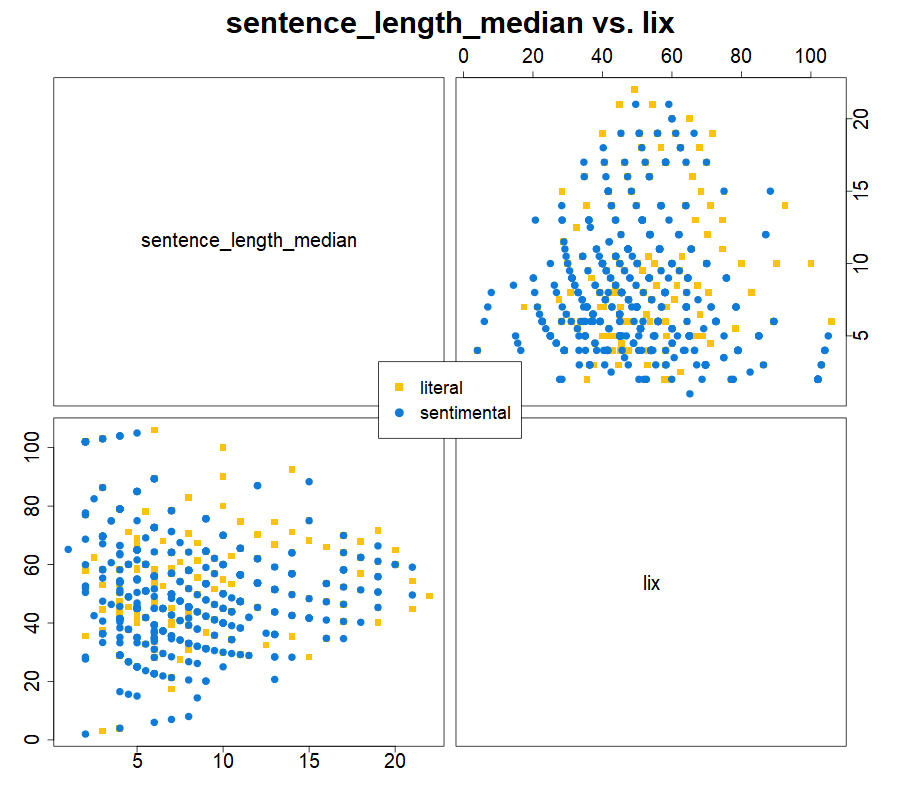 sentence_length_median vs. lix
0 20 40 60 80 100
sentence_length_median
20
15
10
5
literal
sentimental
100
80
60
40
20
0
lix
5 10 15 20